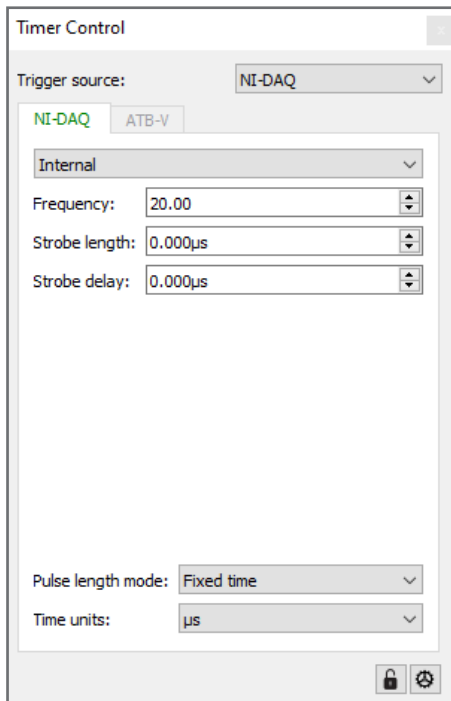 Timer Control
x
Trigger source: NI-DAQ
NI-DAQ ATB-V
Internal
Frequency: 20.00
Strobe length: 0.000µs
Strobe delay: 0.000µs
Pulse length mode: Fixed time
Time units: µs